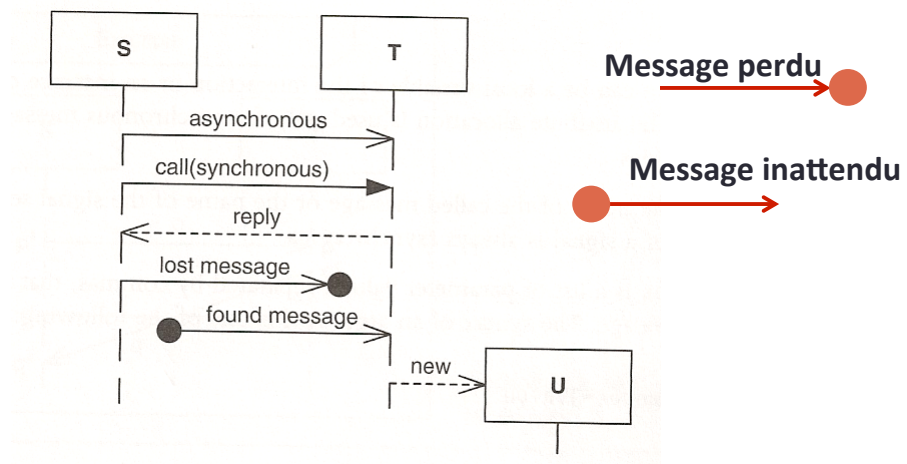 S
T
Message perdu
asynchronous
call(synchronous)
Message inattendu
reply
lost message
found message
new
U